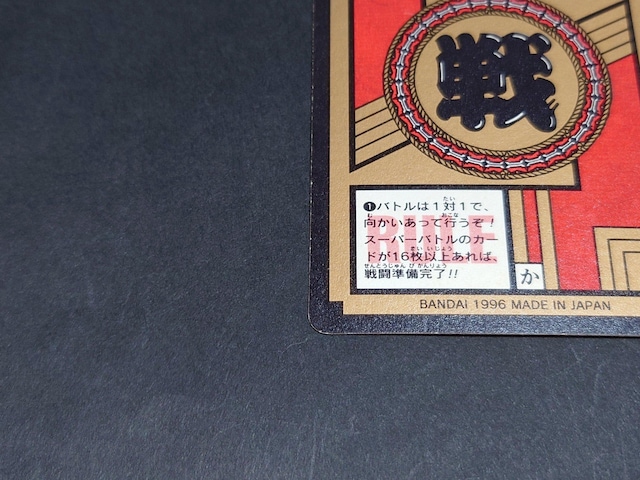 戦
❶バトルは1対1で、
向かいあって行うぞ！
スーパーバトルのカー
ドが16枚以上あれば、
戦闘準備完了!!
RULE
か
BANDAI 1996 MADE IN JAPAN